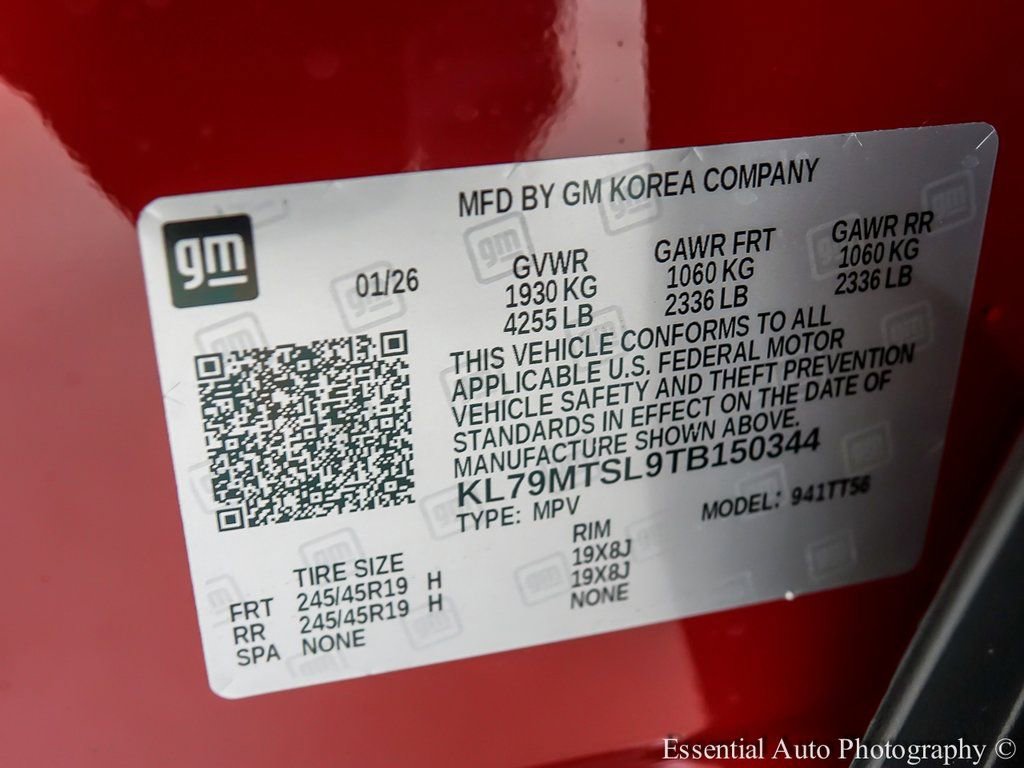 MFD BY GM KOREA COMPANY
gm
01/26
GVWR
1930 KG
4255 LB
GAWR FRT
1060 KG
2336 LB
GAWR RR
1060 KG
2336 LB
THIS VEHICLE CONFORMS TO ALL
APPLICABLE U.S. FEDERAL MOTOR
VEHICLE SAFETY AND THEFT PREVENTION
STANDARDS IN EFFECT ON THE DATE OF
MANUFACTURE SHOWN ABOVE.
KL79MTSL9TB150344
TYPE: MPV
MODEL: 941TT56
TIRE SIZE RIM
FRT 245/45R19 H 19X8J
RR 245/45R19 H 19X8J
SPA NONE NONE
Essential Auto Photography ©